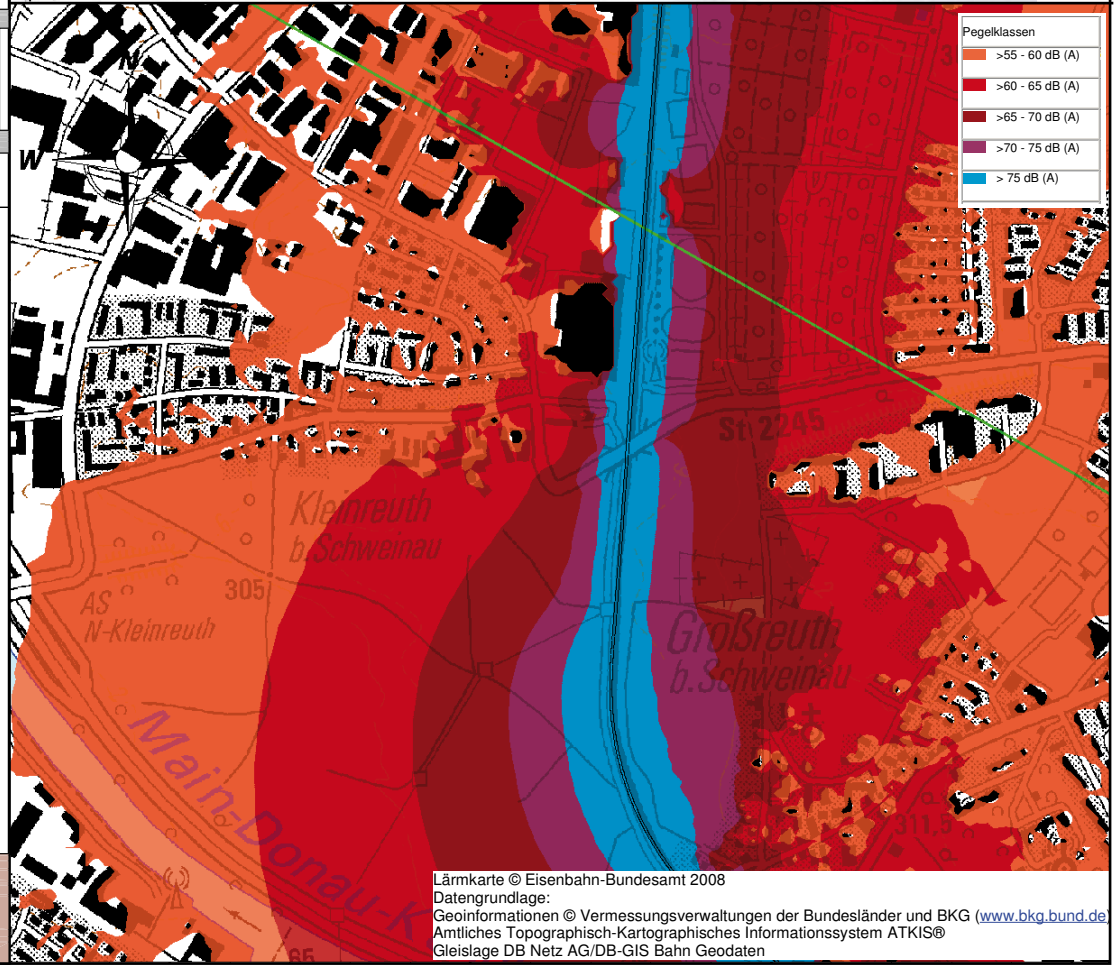 Pegelklassen
>55 - 60 dB (A)
>60 - 65 dB (A)
>65 - 70 dB (A)
>70 - 75 dB (A)
> 75 dB (A)
N
W
St 2245
Kleinreuth
b. Schweinau
305
AS
N-Kleinreuth
Großreuth
b. Schweinau
Main-Donau-K
311,5
Lärmkarte © Eisenbahn-Bundesamt 2008
Datengrundlage:
Geoinformationen © Vermessungsverwaltungen der Bundesländer und BKG (www.bkg.bund.de)
Amtliches Topographisch-Kartographisches Informationssystem ATKIS®
Gleislage DB Netz AG/DB-GIS Bahn Geodaten